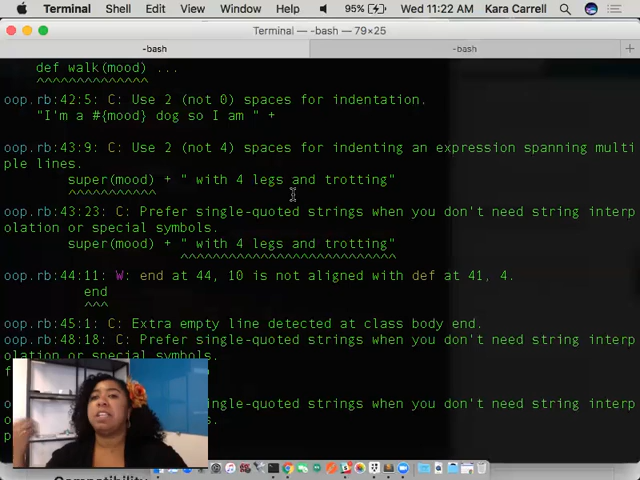 Terminal Shell Edit View Window Help 95% Wed 11:22 AM Kara Carrell
Terminal — -bash — 79×25
-bash -bash
def walk(mood) ...
^^^^^^^^^^^^^^
oop.rb:42:5: C: Use 2 (not 0) spaces for indentation.
"I'm a #{mood} dog so I am " +
oop.rb:43:9: C: Use 2 (not 4) spaces for indenting an expression spanning multi
ple lines.
super(mood) + " with 4 legs and trotting"
^^^^^^^^^^^
oop.rb:43:23: C: Prefer single-quoted strings when you don't need string interp
olation or special symbols.
super(mood) + " with 4 legs and trotting"
^^^^^^^^^^^^^^^^^^^^^^^^^^^
oop.rb:44:11: W: end at 44, 10 is not aligned with def at 41, 4.
end
^^^
oop.rb:45:1: C: Extra empty line detected at class body end.
oop.rb:48:18: C: Prefer single-quoted strings when you don't need string interp
olation or special symbols.
f
oo
ngle-quoted strings when you don't need string interp
o
s.
p